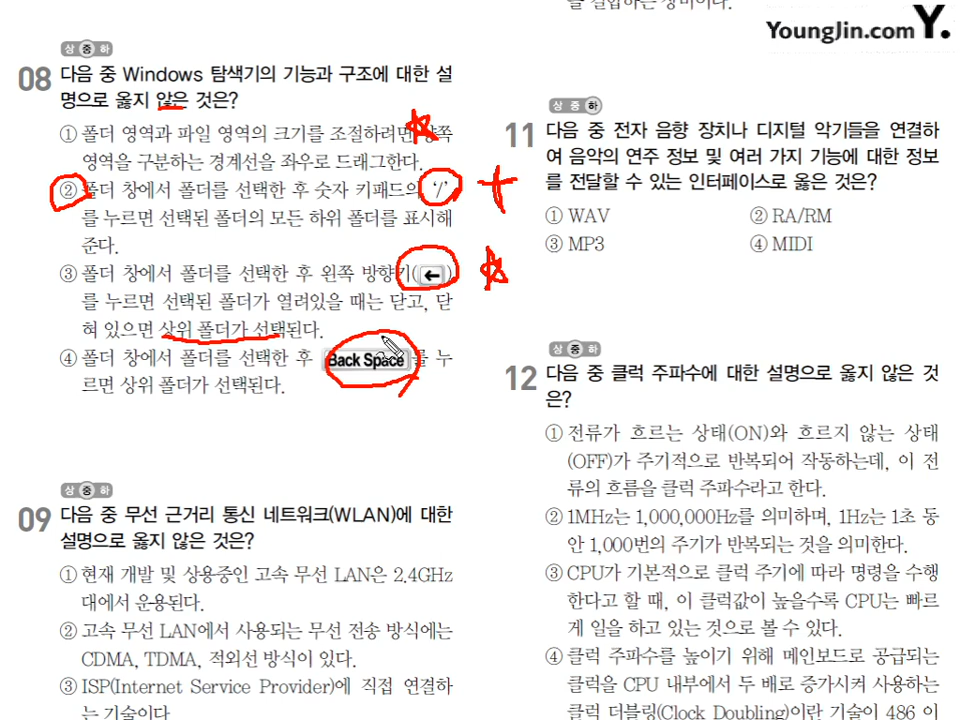 를 결합하는 장미이다.
YoungJin.com Y.
상 중 하
08 다음 중 Windows 탐색기의 기능과 구조에 대한 설
명으로 옳지 않은 것은?
① 폴더 영역과 파일 영역의 크기를 조절하려면 양쪽
영역을 구분하는 경계선을 좌우로 드래그한다.
② 폴더 창에서 폴더를 선택한 후 숫자 키패드의 '/'
를 누르면 선택된 폴더의 모든 하위 폴더를 표시해
준다.
③ 폴더 창에서 폴더를 선택한 후 왼쪽 방향키(←)
를 누르면 선택된 폴더가 열려있을 때는 닫고, 닫
혀 있으면 상위 폴더가 선택된다.
④ 폴더 창에서 폴더를 선택한 후 Back Space 를 누
르면 상위 폴더가 선택된다.
상 중 하
09 다음 중 무선 근거리 통신 네트워크(WLAN)에 대한
설명으로 옳지 않은 것은?
① 현재 개발 및 상용중인 고속 무선 LAN은 2.4GHz
대에서 운용된다.
② 고속 무선 LAN에서 사용되는 무선 전송 방식에는
CDMA, TDMA, 적외선 방식이 있다.
③ ISP(Internet Service Provider)에 직접 연결하
는 기술이다
상 중 하
11 다음 중 전자 음향 장치나 디지털 악기들을 연결하
여 음악의 연주 정보 및 여러 가지 기능에 대한 정보
를 전달할 수 있는 인터페이스로 옳은 것은?
① WAV ② RA/RM
③ MP3 ④ MIDI
상 중 하
12 다음 중 클럭 주파수에 대한 설명으로 옳지 않은 것
은?
① 전류가 흐르는 상태(ON)와 흐르지 않는 상태
(OFF)가 주기적으로 반복되어 작동하는데, 이 전
류의 흐름을 클럭 주파수라고 한다.
② 1MHz는 1,000,000Hz를 의미하며, 1Hz는 1초 동
안 1,000번의 주기가 반복되는 것을 의미한다.
③ CPU가 기본적으로 클럭 주기에 따라 명령을 수행
한다고 할 때, 이 클럭값이 높을수록 CPU는 빠르
게 일을 하고 있는 것으로 볼 수 있다.
④ 클럭 주파수를 높이기 위해 메인보드로 공급되는
클럭을 CPU 내부에서 두 배로 증가시켜 사용하는
클럭 더블링(Clock Doubling)이란 기술이 486 이